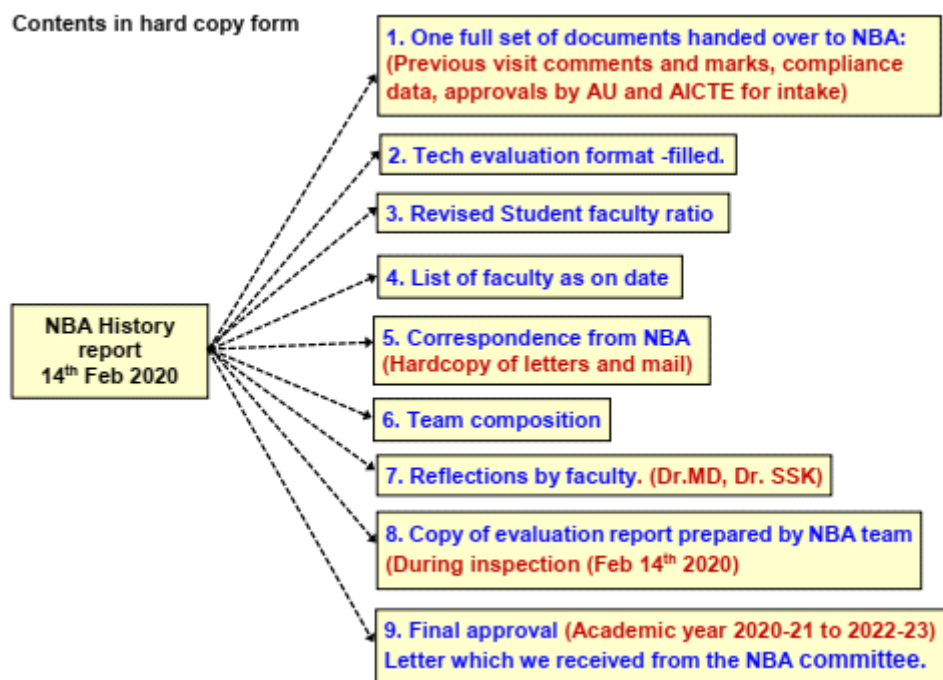 Contents in hard copy form
1. One full set of documents handed over to NBA:
(Previous visit comments and marks, compliance
data, approvals by AU and AICTE for intake)
2. Tech evaluation format -filled.
3. Revised Student faculty ratio
4. List of faculty as on date
NBA History
report
14th Feb 2020
5. Correspondence from NBA
(Hardcopy of letters and mail)
6. Team composition
7. Reflections by faculty. (Dr.MD, Dr. SSK)
8. Copy of evaluation report prepared by NBA team
(During inspection (Feb 14th 2020)
9. Final approval (Academic year 2020-21 to 2022-23)
Letter which we received from the NBA committee.